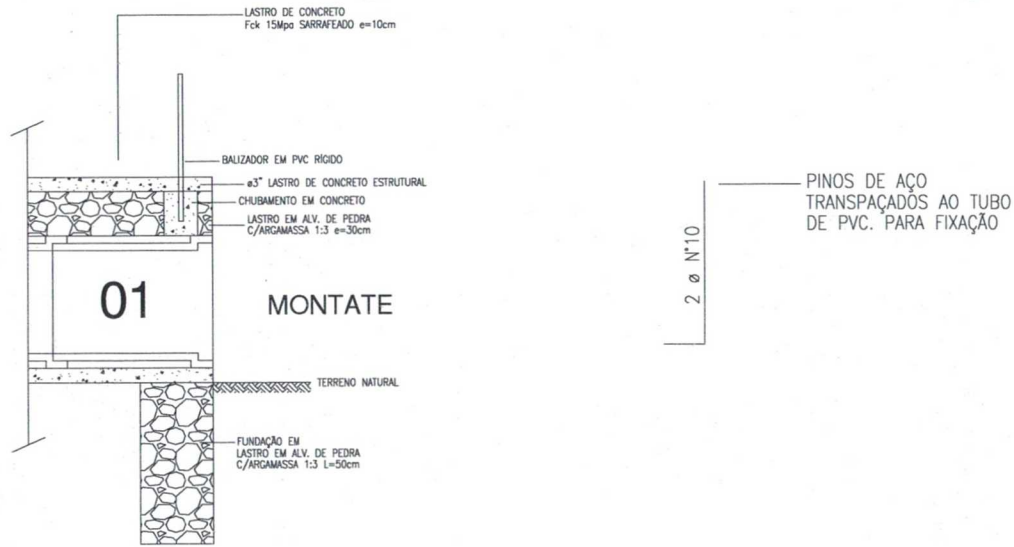 LASTRO DE CONCRETO
Fck 15Mpa SARRAFEADO e=10cm
BALIZADOR EM PVC RÍGIDO
ø3" LASTRO DE CONCRETO ESTRUTURAL
CHUBAMENTO EM CONCRETO
LASTRO EM ALV. DE PEDRA
C/ARGAMASSA 1:3 e=30cm
01
MONTATE
TERRENO NATURAL
FUNDAÇÃO EM
LASTRO EM ALV. DE PEDRA
C/ARGAMASSA 1:3 L=50cm
PINOS DE AÇO
TRANSPAÇADOS AO TUBO
DE PVC. PARA FIXAÇÃO
2 ø N°10